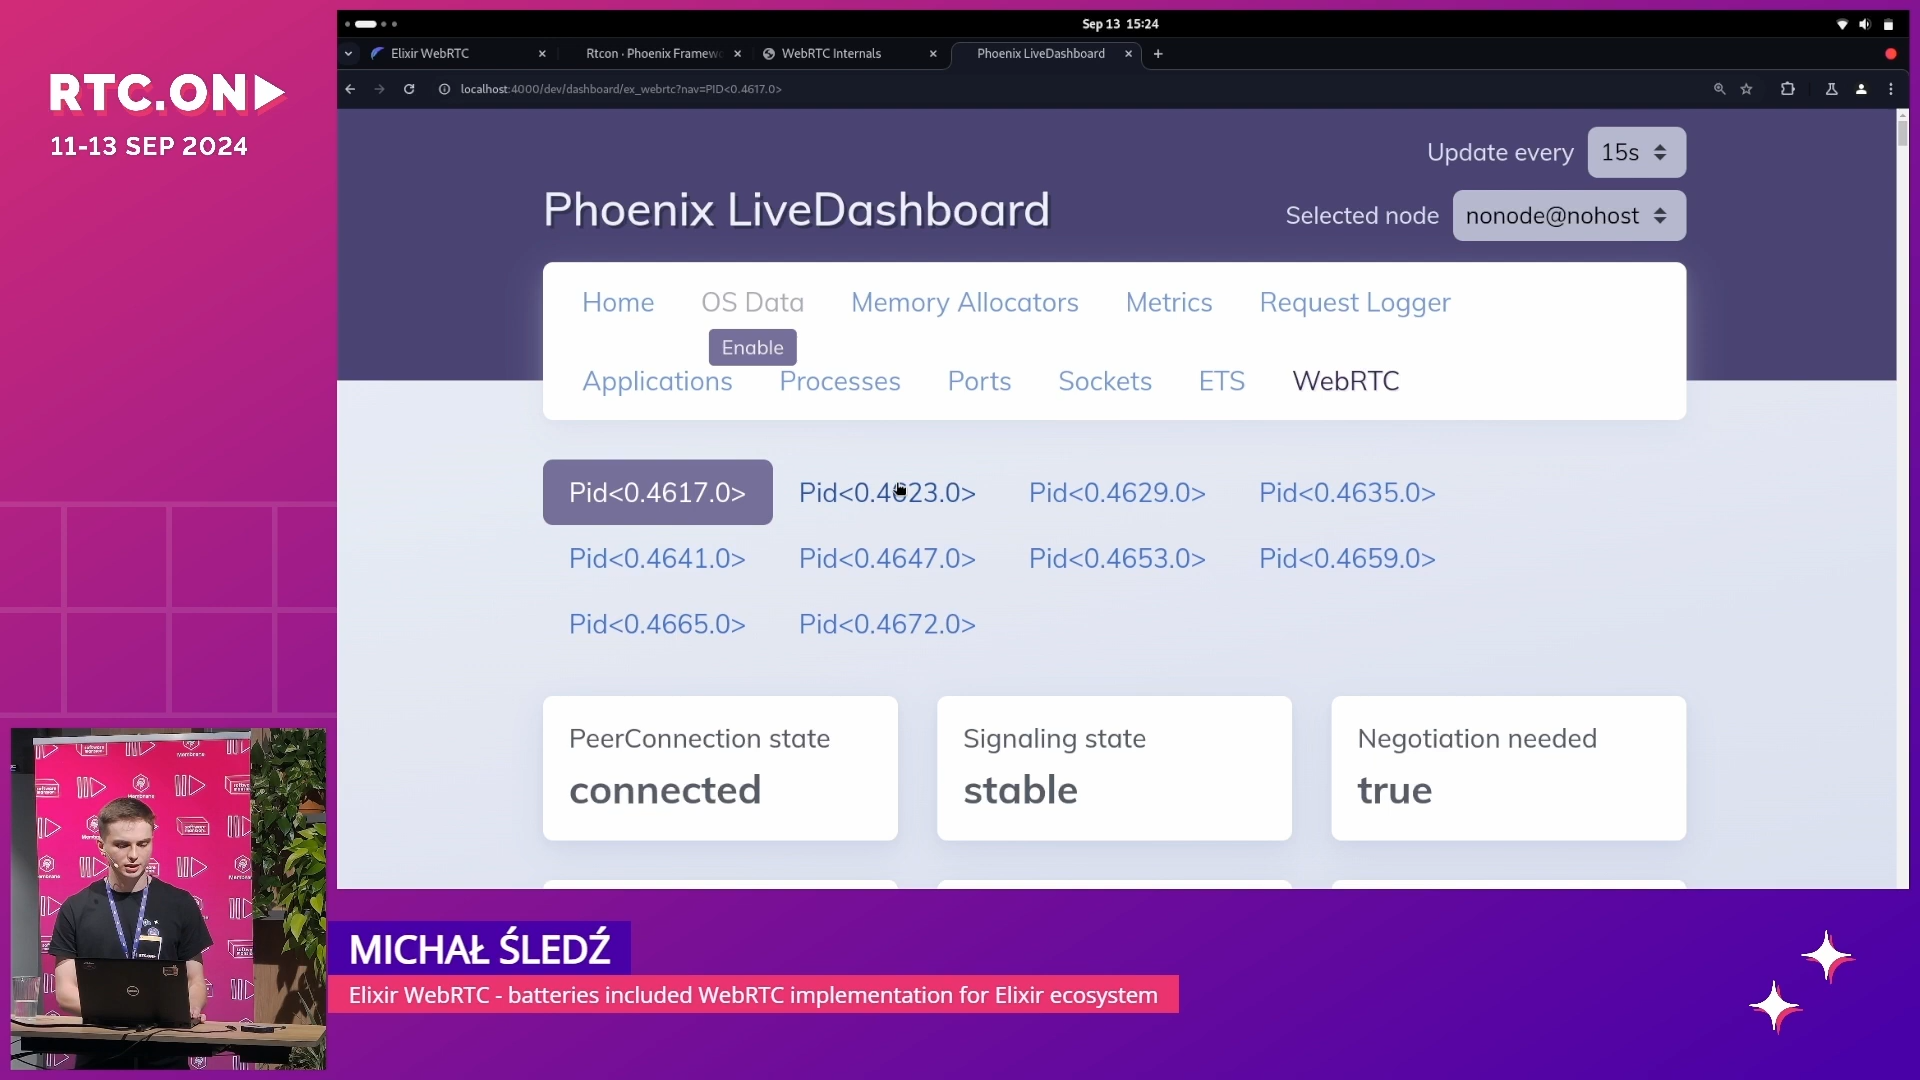 RTC.ON
11-13 SEP 2024
Sep 13 15:24
Elixir WebRTC
Rtcon · Phoenix Framew
WebRTC Internals
Phoenix LiveDashboard
localhost:4000/dev/dashboard/ex_webrtc?nav=PID<0.4617.0>
Update every 15s
Phoenix LiveDashboard
Selected node nonode@nohost
Home OS Data Memory Allocators Metrics Request Logger
Enable
Applications Processes Ports Sockets ETS WebRTC
Pid<0.4617.0> Pid<0.4623.0> Pid<0.4629.0> Pid<0.4635.0>
Pid<0.4641.0> Pid<0.4647.0> Pid<0.4653.0> Pid<0.4659.0>
Pid<0.4665.0> Pid<0.4672.0>
PeerConnection state
connected
Signaling state
stable
Negotiation needed
true
MICHAŁ ŚLEDŹ
Elixir WebRTC - batteries included WebRTC implementation for Elixir ecosystem